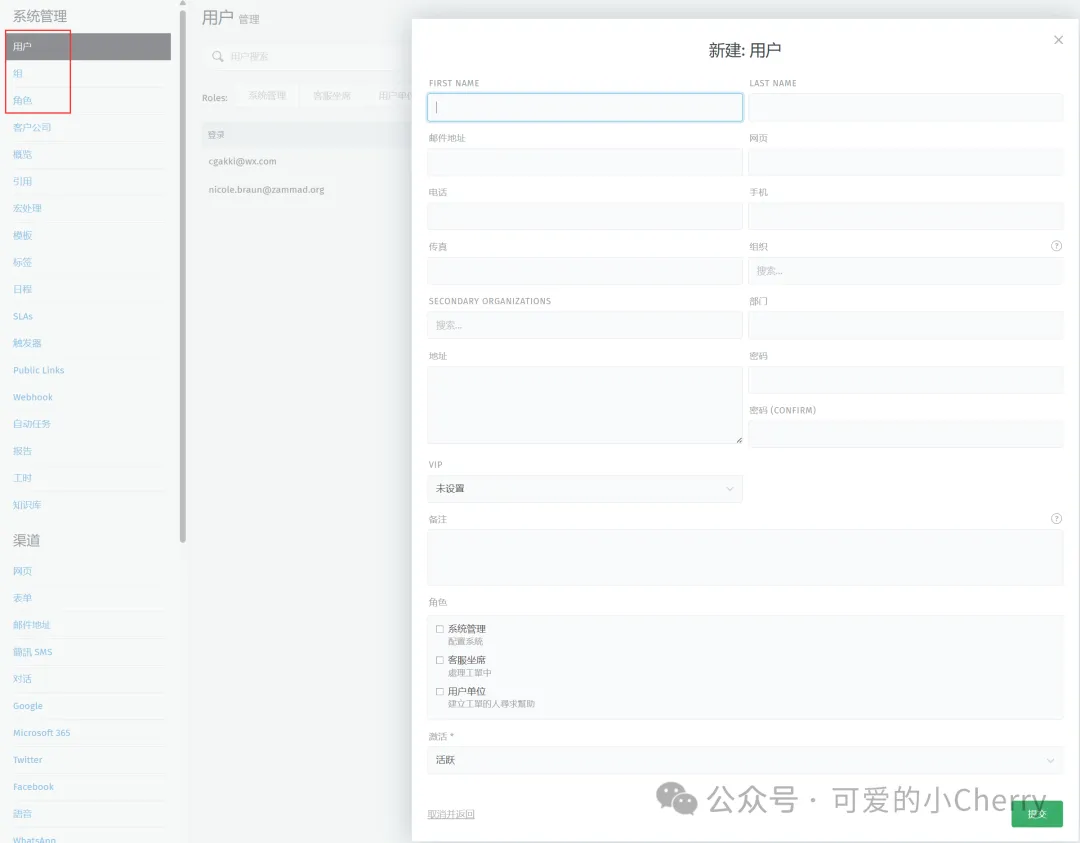 系统管理
用户
组
角色
客户公司
概览
引用
宏处理
模板
标签
日程
SLAs
触发器
Public Links
Webhook
自动任务
报告
工时
知识库
渠道
网页
表单
邮件地址
簡訊 SMS
对话
Google
Microsoft 365
Twitter
Facebook
語音
WhatsApp
用户 管理
用户搜索
Roles: 系统管理 客服坐席 用户单位
登录
cgakki@wx.com
nicole.braun@zammad.org
新建: 用户
FIRST NAME LAST NAME
邮件地址 网页
电话 手机
传真 组织
搜索...
SECONDARY ORGANIZATIONS 部门
搜索...
地址 密码
密码 (CONFIRM)
VIP
未设置
备注
角色
系统管理
配置系統
客服坐席
處理工單中
用户单位
建立工單的人尋求幫助
激活 *
活跃
取消并返回
提交
公众号 · 可爱的小Cherry